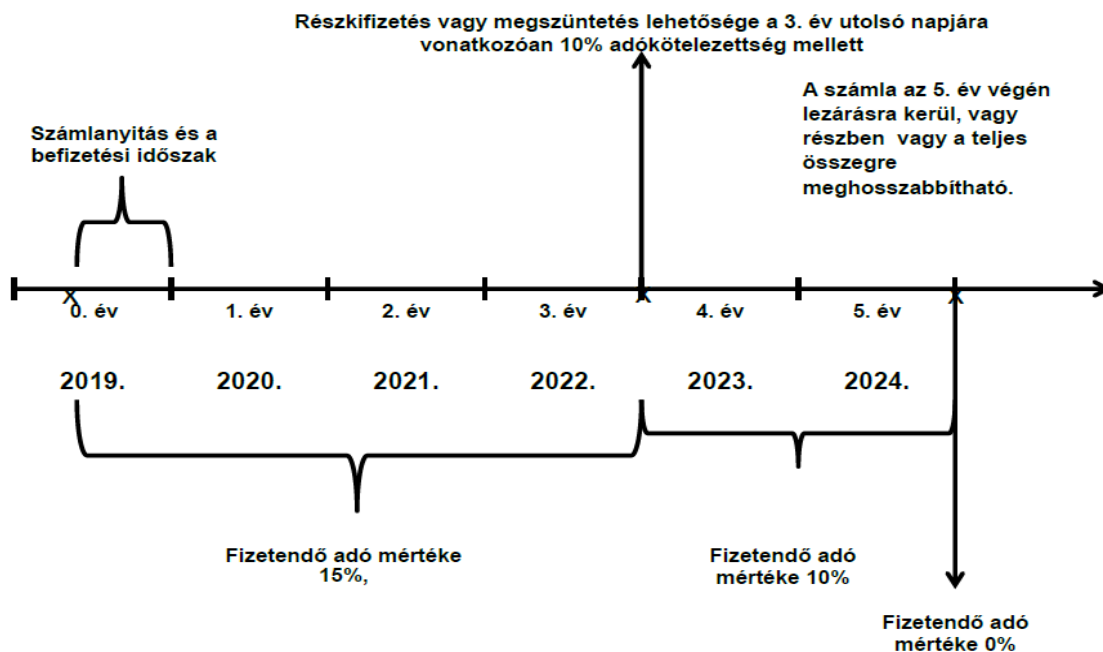 Részkifizetés vagy megszüntetés lehetősége a 3. év utolsó napjára
vonatkozóan 10% adókötelezettség mellett
A számla az 5. év végén
lezárásra kerül, vagy
részben vagy a teljes
összegre
meghosszabbítható.
Számlanyitás és a
befizetési időszak
x x x
0. év 1. év 2. év 3. év 4. év 5. év
2019. 2020. 2021. 2022. 2023. 2024.
Fizetendő adó mértéke
15%,
Fizetendő adó
mértéke 10%
Fizetendő adó
mértéke 0%